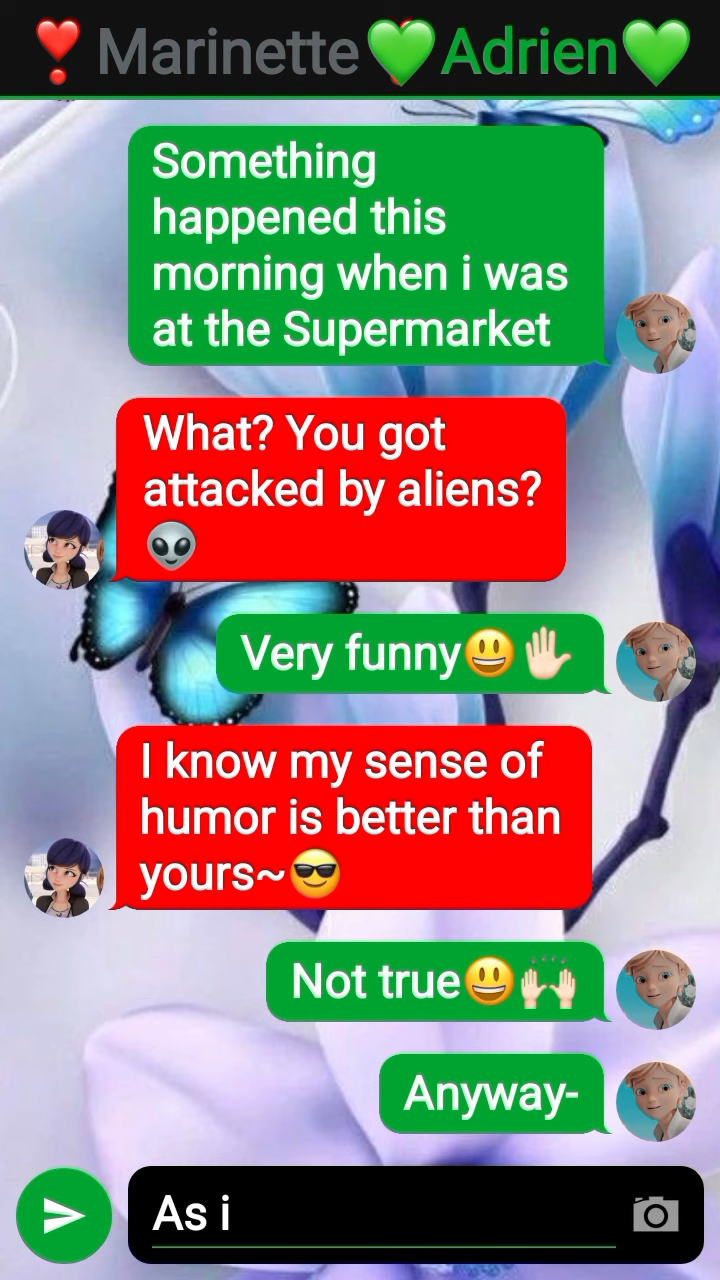 ❣️ Marinette 💚Adrien💚
Something
happened this
morning when i was
at the Supermarket
What? You got
attacked by aliens?
👽
Very funny😃✋🏻
I know my sense of
humor is better than
yours~😎
Not true😃🙌🏻
Anyway-
As i